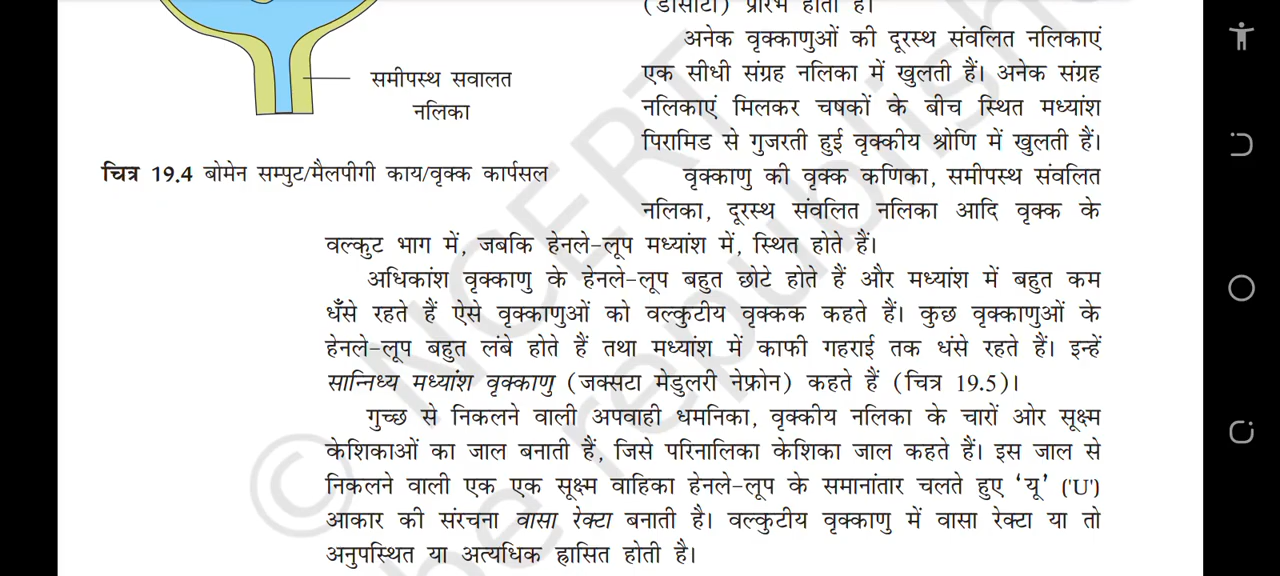 (डीसीटी) प्रारंभ होती है।
अनेक वृक्काणुओं की दूरस्थ संवलित नलिकाएं
एक सीधी संग्रह नलिका में खुलती हैं। अनेक संग्रह
नलिकाएं मिलकर चषकों के बीच स्थित मध्यांश
पिरामिड से गुजरती हुई वृक्कीय श्रोणि में खुलती हैं।
वृक्काणु की वृक्क कणिका, समीपस्थ संवलित
नलिका, दूरस्थ संवलित नलिका आदि वृक्क के
समीपस्थ सवालत
नलिका
चित्र 19.4 बोमेन सम्पुट/मैलपीगी काय/वृक्क कार्पसल
वल्कुट भाग में, जबकि हेनले-लूप मध्यांश में, स्थित होते हैं।
अधिकांश वृक्काणु के हेनले-लूप बहुत छोटे होते हैं और मध्यांश में बहुत कम
धँसे रहते हैं ऐसे वृक्काणुओं को वल्कुटीय वृक्कक कहते हैं। कुछ वृक्काणुओं के
हेनले-लूप बहुत लंबे होते हैं तथा मध्यांश में काफी गहराई तक धंसे रहते हैं। इन्हें
सान्निध्य मध्यांश वृक्काणु (जक्सटा मेडुलरी नेफ्रोन) कहते हैं (चित्र 19.5)।
गुच्छ से निकलने वाली अपवाही धमनिका, वृक्कीय नलिका के चारों ओर सूक्ष्म
केशिकाओं का जाल बनाती हैं, जिसे परिनालिका केशिका जाल कहते हैं। इस जाल से
निकलने वाली एक एक सूक्ष्म वाहिका हेनले-लूप के समानांतार चलते हुए ‘यू’ ('U')
आकार की संरचना वासा रेक्टा बनाती है। वल्कुटीय वृक्काणु में वासा रेक्टा या तो
अनुपस्थित या अत्यधिक ह्रासित होती है।
© NCERT
be republis